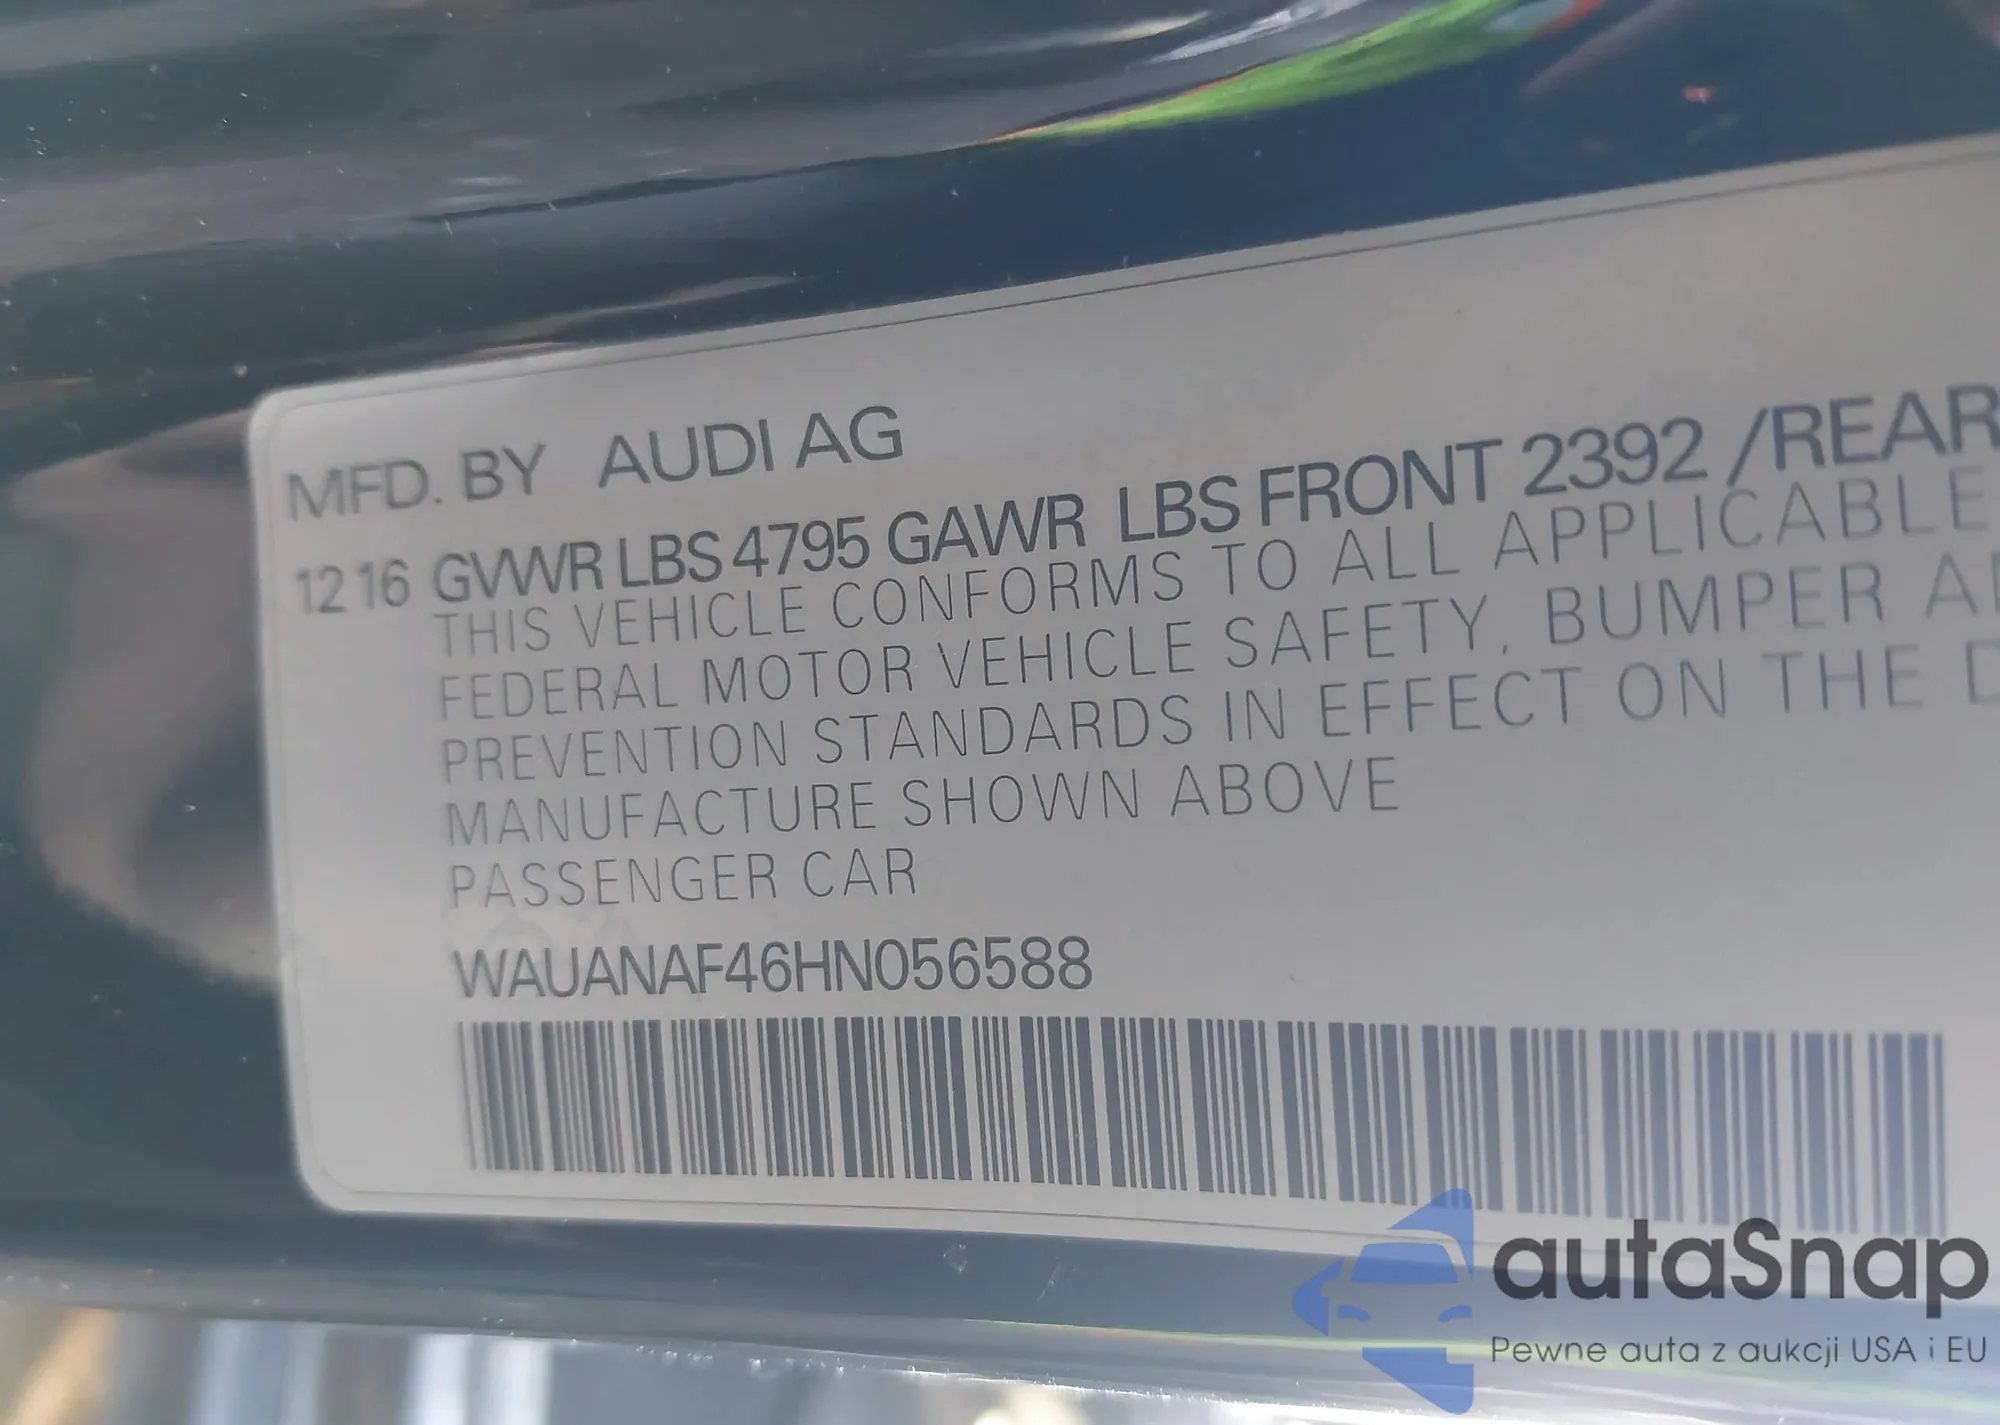 MFD. BY AUDI AG
12 16 GVWR LBS 4795 GAWR LBS FRONT 2392 /REAR
THIS VEHICLE CONFORMS TO ALL APPLICABLE
FEDERAL MOTOR VEHICLE SAFETY, BUMPER
PREVENTION STANDARDS IN EFFECT ON THE
MANUFACTURE SHOWN ABOVE
PASSENGER CAR
WAUANAF46HN056588
autaSnap
Pewne auta z aukcji USA i EU